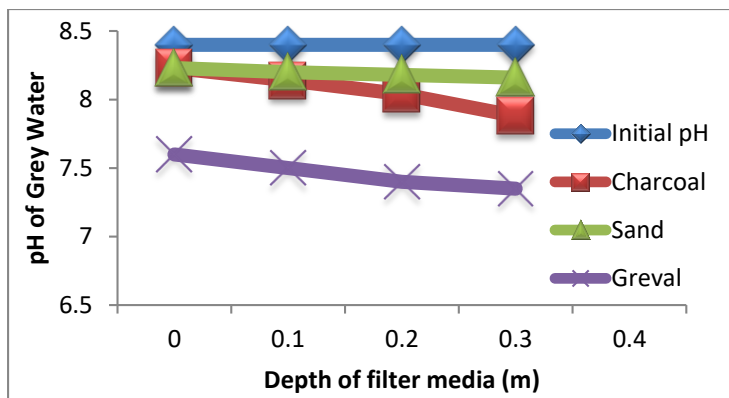 8.5
8
7.5
7
6.5
pH of Grey Water
0 0.1 0.2 0.3 0.4
Depth of filter media (m)
Initial pH
Charcoal
Sand
Greval